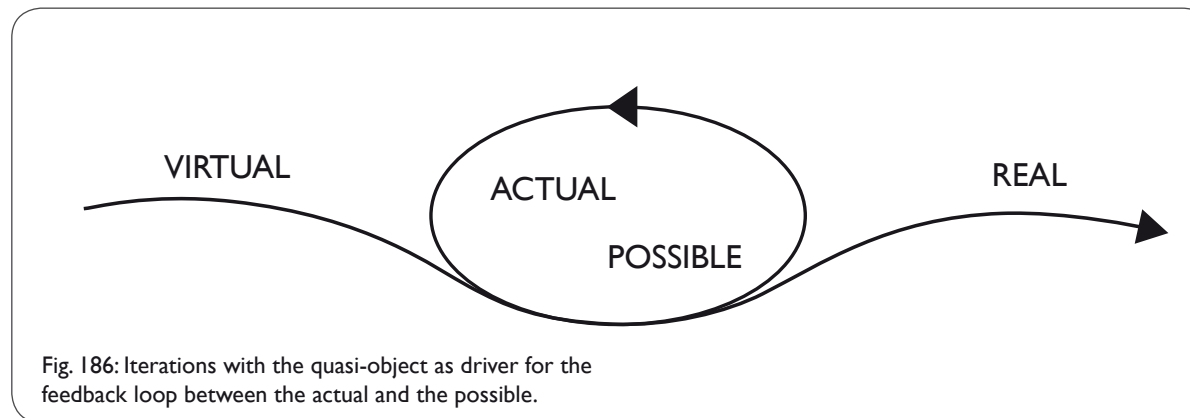 VIRTUAL
ACTUAL
REAL
POSSIBLE
Fig. 186: Iterations with the quasi-object as driver for the
feedback loop between the actual and the possible.